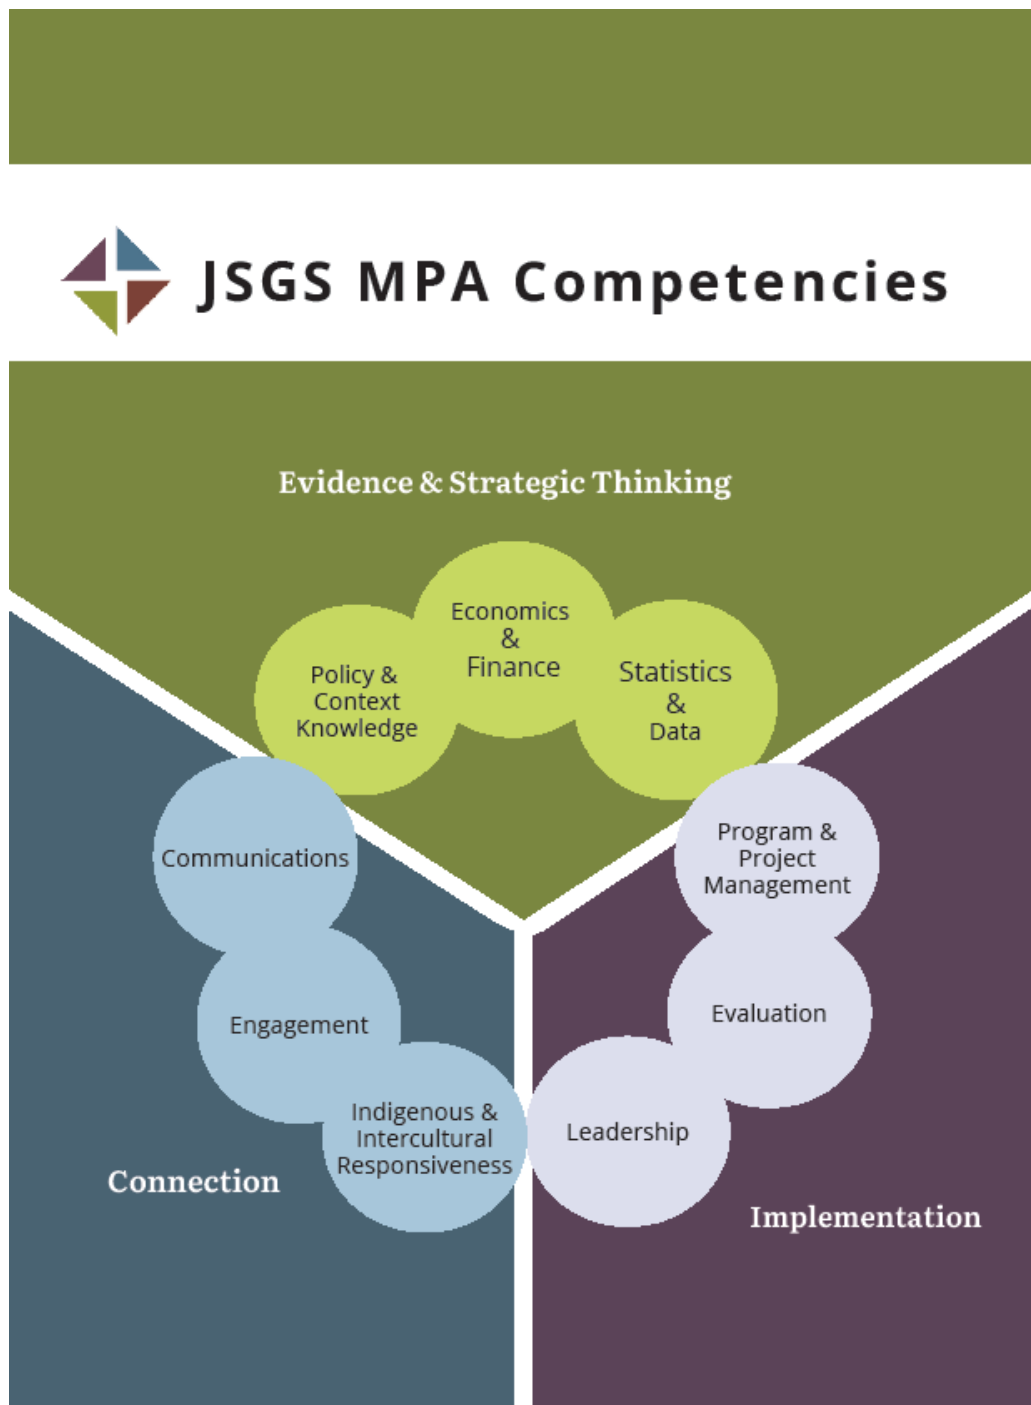 JSGS MPA Competencies
Evidence & Strategic Thinking
Policy &
Context
Knowledge
Economics
&
Finance
Statistics
&
Data
Communications
Engagement
Indigenous &
Intercultural
Responsiveness
Connection
Program &
Project
Management
Evaluation
Leadership
Implementation